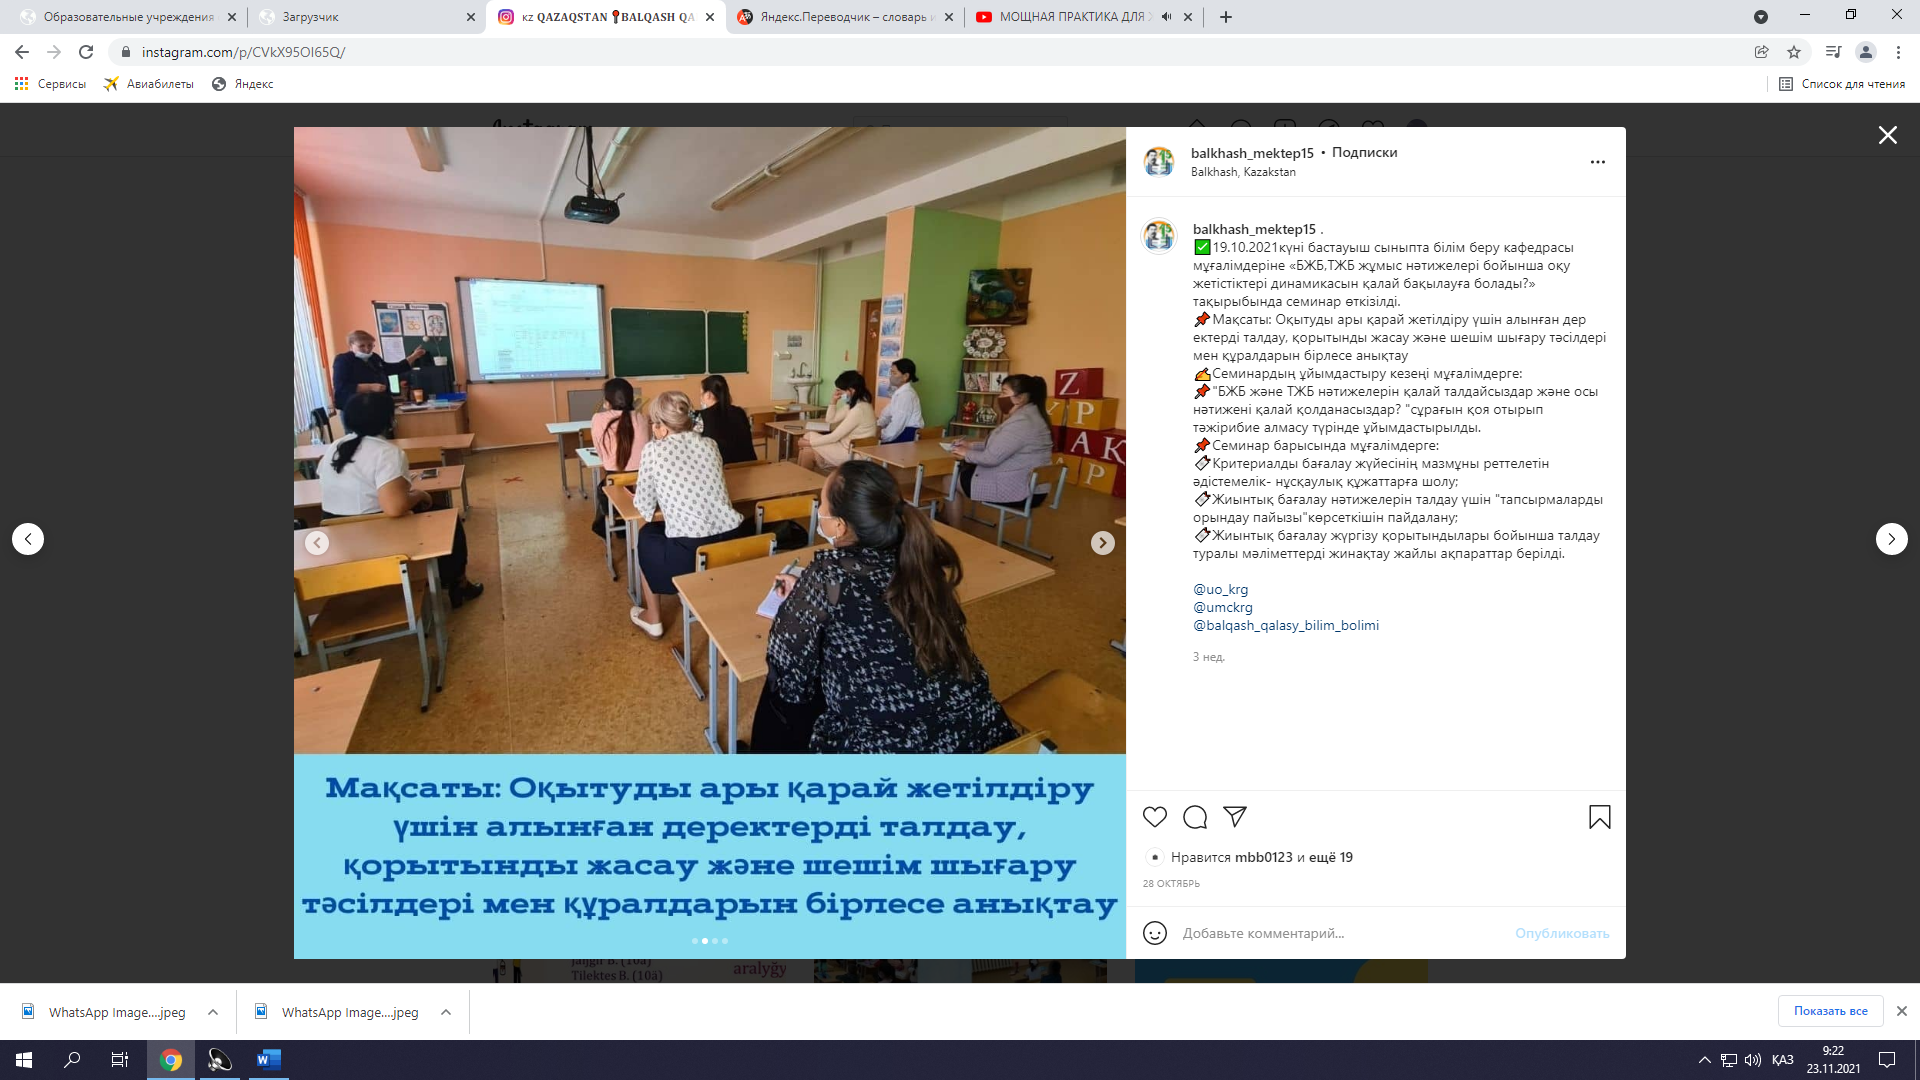 Образовательные учреждения
Загрузчик
KZ QAZAQSTAN 📍BALQASH QA
Яндекс.Переводчик – словарь и
МОЩНАЯ ПРАКТИКА ДЛЯ
instagram.com/p/CVkX95OI65Q/
Сервисы
Авиабилеты
Яндекс
Список для чтения
balkhash_mektep15 • Подписки
Balkhash, Kazakstan
balkhash_mektep15 .
✅19.10.2021күні бастауыш сыныпта білім беру кафедрасы
мұғалімдеріне «БЖБ,ТЖБ жұмыс нәтижелері бойынша оқу
жетістіктері динамикасын қалай бақылауға болады?»
тақырыбында семинар өткізілді.
📌Мақсаты: Оқытуды ары қарай жетілдіру үшін алынған дер
ектерді талдау, қорытынды жасау және шешім шығару тәсілдері
мен құралдарын бірлесе анықтау
✍Семинардың ұйымдастыру кезеңі мұғалімдерге:
📌"БЖБ және ТЖБ нәтижелерін қалай талдайсыздар және осы
нәтижені қалай қолданасыздар? "сұрағын қоя отырып
тәжірибие алмасу түрінде ұйымдастырылды.
📌Семинар барысында мұғалімдерге:
Критериалды бағалау жүйесінің мазмұны реттелетін
әдістемелік- нұсқаулық құжаттарға шолу;
Жиынтық бағалау нәтижелерін талдау үшін "тапсырмаларды
орындау пайызы"көрсеткішін пайдалану;
Жиынтық бағалау жүргізу қорытындылары бойынша талдау
туралы мәліметтерді жинақтау жайлы ақпараттар берілді.
@uo_krg
@umckrg
@balqash_qalasy_bilim_bolimi
3 нед.
Мақсаты: Оқытуды ары қарай жетілдіру
үшін алынған деректерді талдау,
қорытынды жасау және шешім шығару
тәсілдері мен құралдарын бірлесе анықтау
Нравится mbb0123 и ещё 19
28 ОКТЯБРЬ
Добавьте комментарий...
Опубликовать
Tilektes B. (10ä)
aralyǵy
WhatsApp Image....jpeg
WhatsApp Image....jpeg
Показать все
ҚАЗ
9:22
23.11.2021